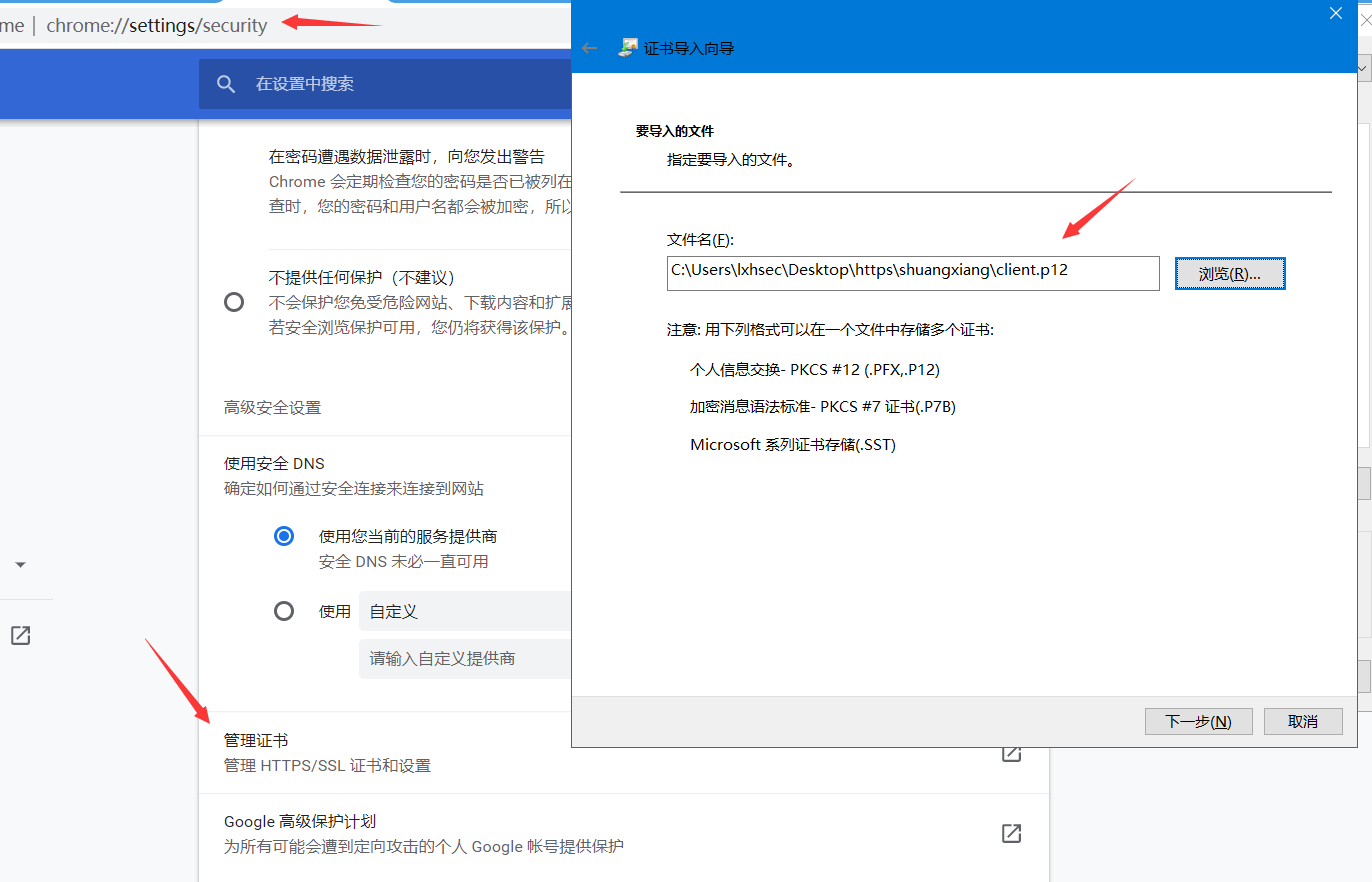 me | chrome://settings/security
在设置中搜索
在密码遭遇数据泄露时，向您发出警告
Chrome 会定期检查您的密码是否已被列在
查时，您的密码和用户名都会被加密，所以
不提供任何保护（不建议）
不会保护您免受危险网站、下载内容和扩展
若安全浏览保护可用，您仍将获得该保护。
高级安全设置
使用安全 DNS
确定如何通过安全连接来连接到网站
使用您当前的服务提供商
安全 DNS 未必一直可用
使用 自定义
请输入自定义提供商
管理证书
管理 HTTPS/SSL 证书和设置
Google 高级保护计划
为所有可能会遭到定向攻击的个人 Google 帐号提供保护
证书导入向导
要导入的文件
指定要导入的文件。
文件名(F):
C:\Users\lxhsec\Desktop\https\shuangxiang\client.p12
浏览(R)...
注意: 用下列格式可以在一个文件中存储多个证书:
个人信息交换- PKCS #12 (.PFX,.P12)
加密消息语法标准- PKCS #7 证书(.P7B)
Microsoft 系列证书存储(.SST)
下一步(N)
取消